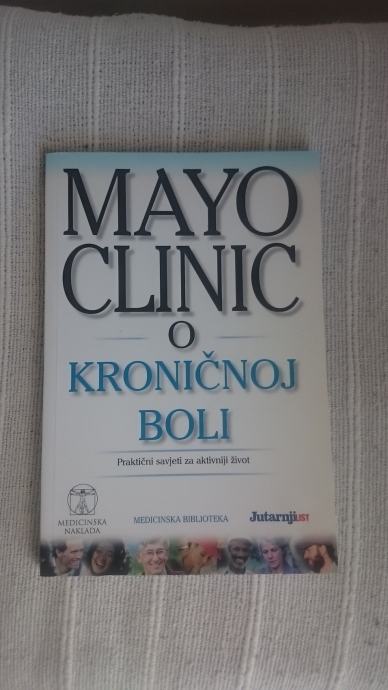 MAYO
CLINIC
O
KRONIČNOJ
BOLI
Praktični savjeti za aktivniji život
MEDICINSKA
NAKLADA
MEDICINSKA BIBLIOTEKA
Jutarnji LIST